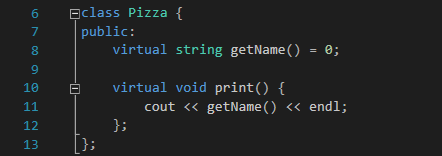 6 class Pizza {
7 public:
8 virtual string getName() = 0;
9
10 virtual void print() {
11 cout << getName() << endl;
12 };
13 };